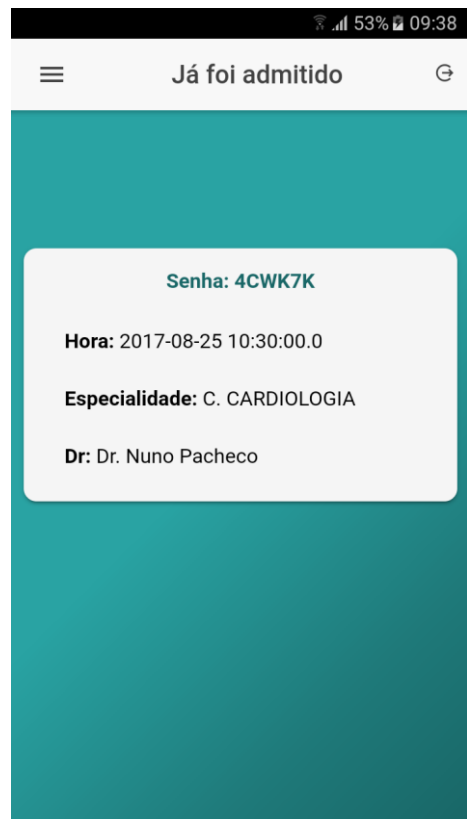 53% 09:38
Já foi admitido
Senha: 4CWK7K
Hora: 2017-08-25 10:30:00.0
Especialidade: C. CARDIOLOGIA
Dr: Dr. Nuno Pacheco